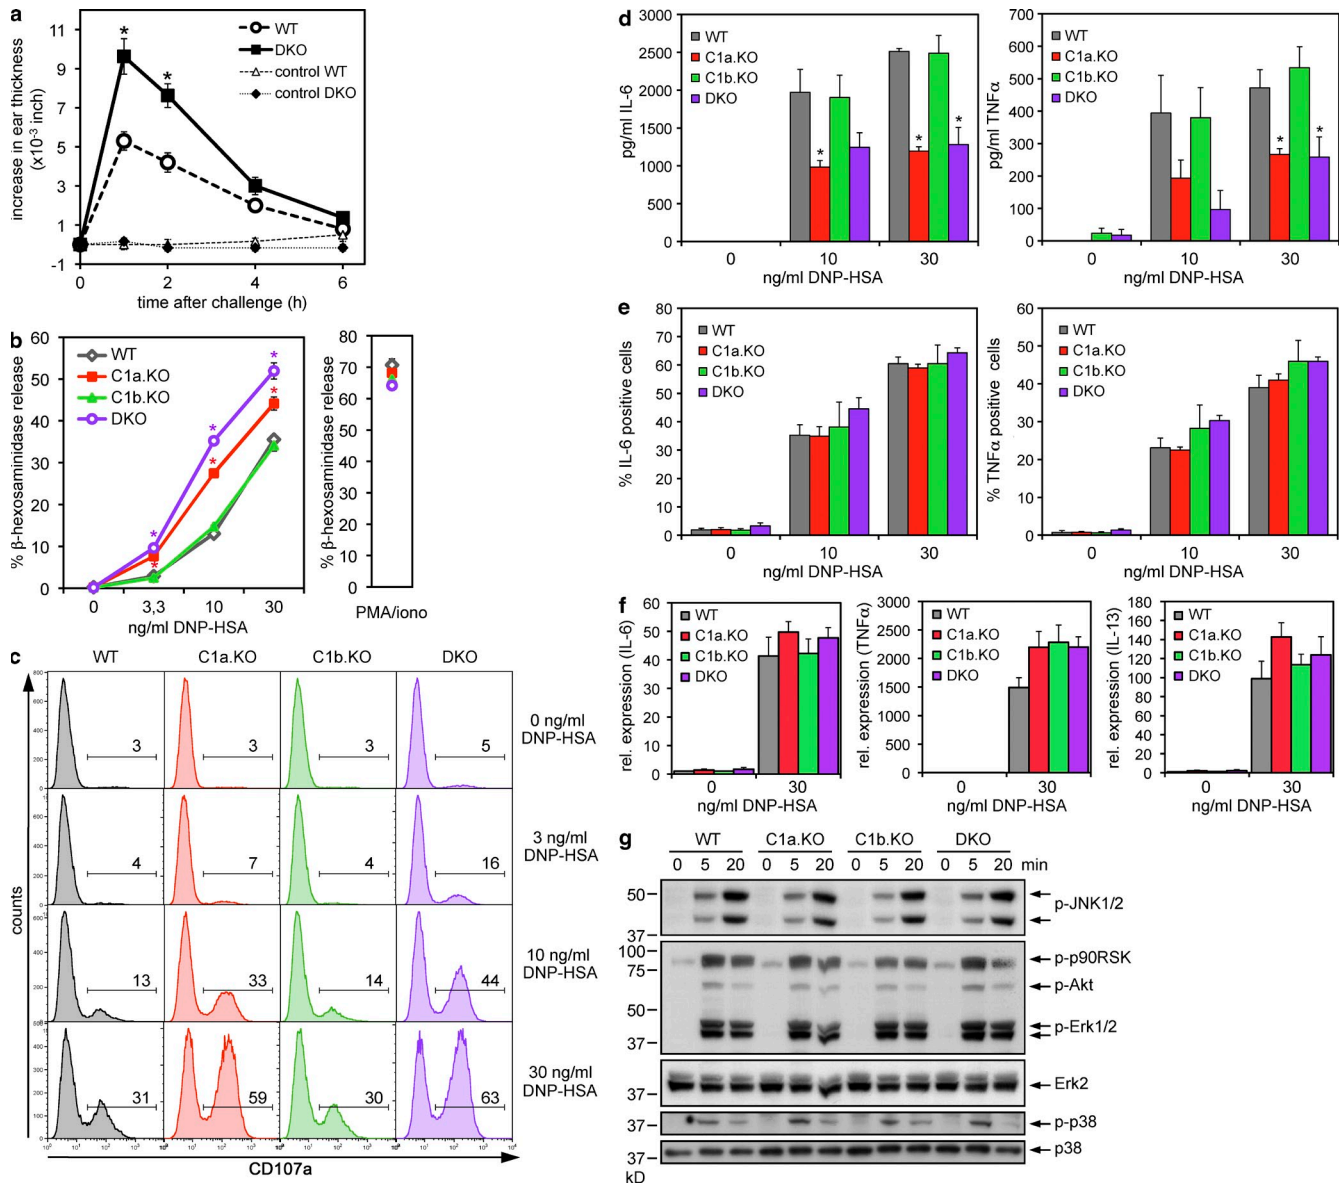 a
increase in ear thickness
(x10-3 inch)
11
9
7
5
3
1
-1
WT
DKO
control WT
control DKO
* *
0 2 4 6
time after challenge (h)
b
% β-hexosaminidase release
60
50
40
30
20
10
0
WT
C1a.KO
C1b.KO
DKO
* * *
* * *
0 3,3 10 30
ng/ml DNP-HSA
% β-hexosaminidase release
80
70
60
50
40
30
20
10
0
PMA/iono
c
WT C1a.KO C1b.KO DKO
3 3 3 5
0 ng/ml
DNP-HSA
4 7 4 16
3 ng/ml
DNP-HSA
13 33 14 44
10 ng/ml
DNP-HSA
31 59 30 63
30 ng/ml
DNP-HSA
counts
CD107a
d
pg/ml IL-6
3000
2500
2000
1500
1000
500
0
WT
C1a.KO
C1b.KO
DKO
* * *
0 10 30
ng/ml DNP-HSA
pg/ml TNFα
700
600
500
400
300
200
100
0
WT
C1a.KO
C1b.KO
DKO
* *
0 10 30
ng/ml DNP-HSA
e
% IL-6 positive cells
80
70
60
50
40
30
20
10
0
WT
C1a.KO
C1b.KO
DKO
0 10 30
ng/ml DNP-HSA
% TNFα positive cells
60
50
40
30
20
10
0
WT
C1a.KO
C1b.KO
DKO
0 10 30
ng/ml DNP-HSA
f
rel. expression (IL-6)
60
50
40
30
20
10
0
WT
C1a.KO
C1b.KO
DKO
0 30
ng/ml DNP-HSA
rel. expression (TNFα)
3000
2500
2000
1500
1000
500
0
WT
C1a.KO
C1b.KO
DKO
0 30
ng/ml DNP-HSA
rel. expression (IL-13)
180
160
140
120
100
80
60
40
20
0
WT
C1a.KO
C1b.KO
DKO
0 30
ng/ml DNP-HSA
g
WT C1a.KO C1b.KO DKO
0 5 20 0 5 20 0 5 20 0 5 20 min
50
p-JNK1/2
37
100
p-p90RSK
75
p-Akt
50
p-Erk1/2
37
Erk2
37
p-p38
37
p38
37
kD